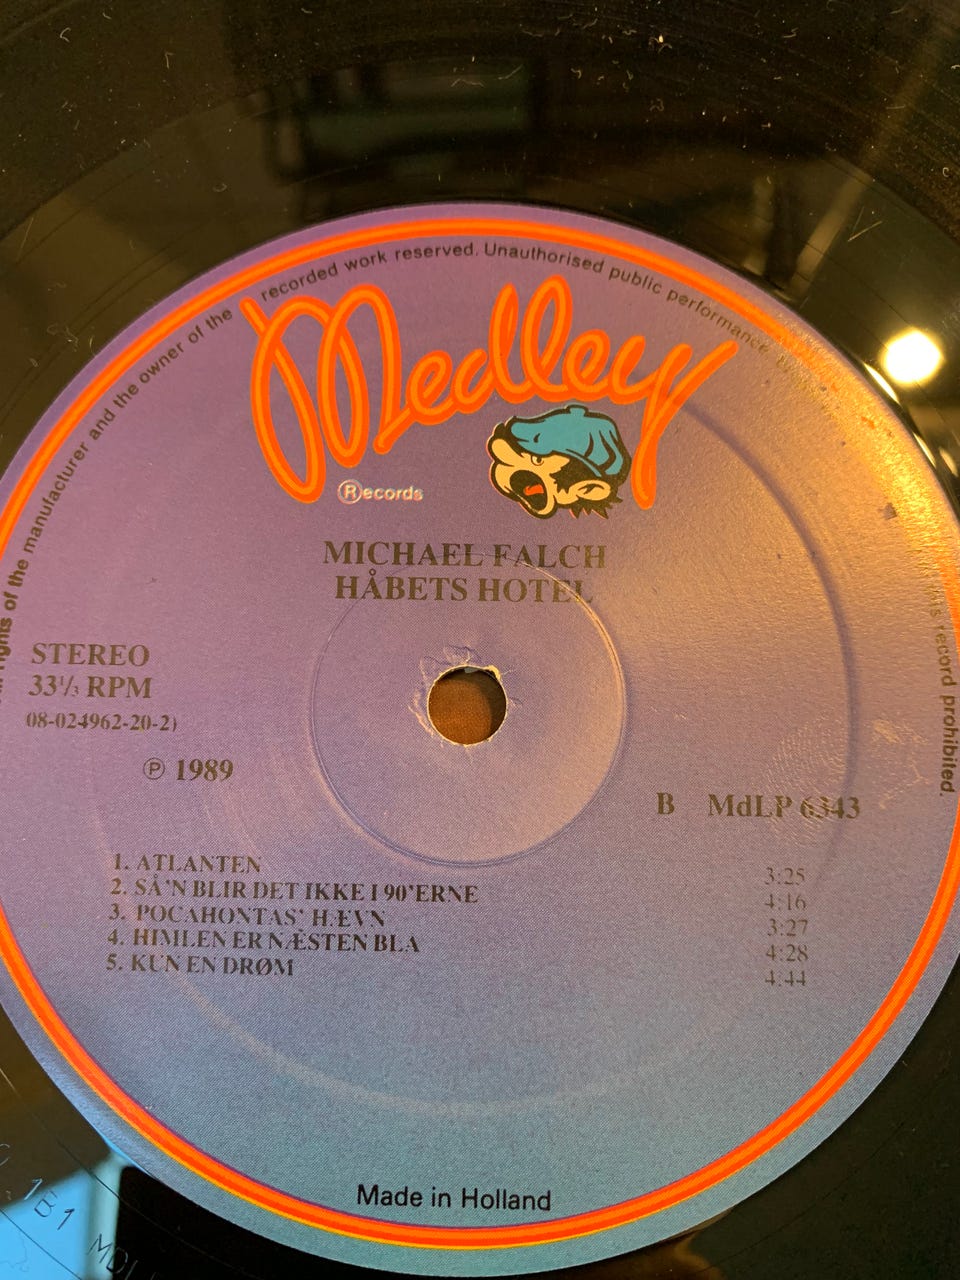 rights of the manufacturer and the owner of the recorded work reserved. Unauthorised public performance
this record prohibited.
Medley
Records
MICHAEL FALCH
HÅBETS HOTEL
STEREO
33⅓ RPM
08-024962-20-2)
℗ 1989
B MdLP 6343
1. ATLANTEN 3:25
2. SÅ'N BLIR DET IKKE I 90'ERNE 4:16
3. POCAHONTAS' HÆVN 3:27
4. HIMLEN ER NÆSTEN BLÅ 4:28
5. KUN EN DRØM 4:44
Made in Holland